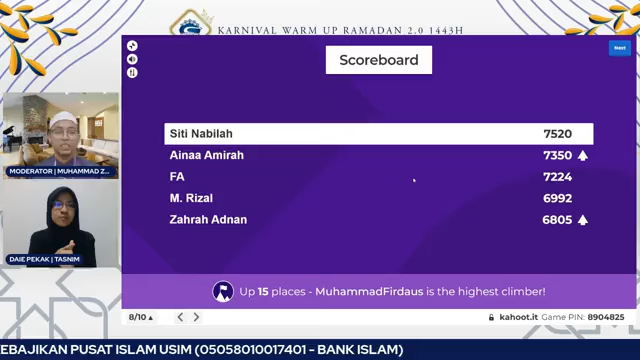 KARNIVAL WARM UP RAMADAN 2.0 1443H
Next
Scoreboard
Siti Nabilah 7520
Ainaa Amirah 7350
FA 7224
M. Rizal 6992
Zahrah Adnan 6805
MODERATOR | MUHAMMAD Z...
DAIE PEKAK | TASNIM
Up 15 places - MuhammadFirdaus is the highest climber!
8/10
kahoot.it Game PIN: 8904825
EBAJIKAN PUSAT ISLAM USIM (05058010017401 - BANK ISLAM)